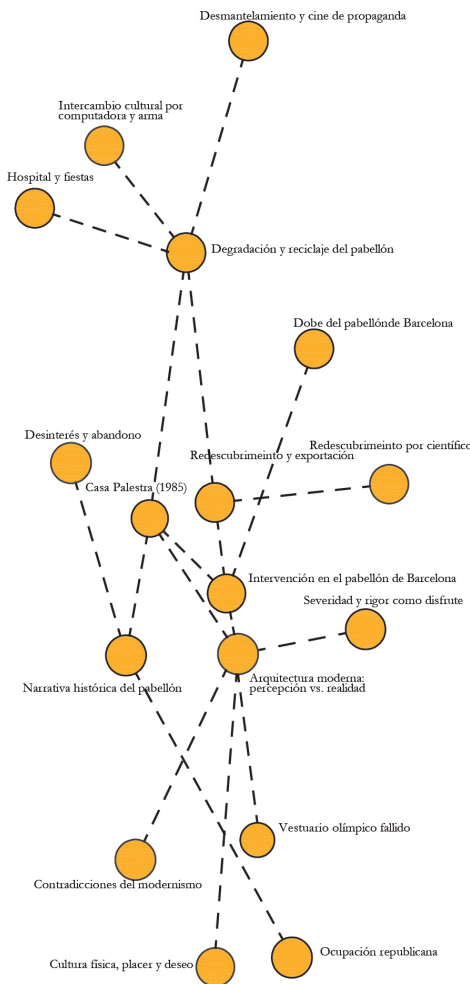 Desmantelamiento y cine de propaganda
Intercambio cultural por
computadora y arma
Hospital y fiestas
Degradación y reciclaje del pabellón
Dobe del pabellónde Barcelona
Desinterés y abandono
Redescubrimeinto por científico
Redescubrimeinto y exportación
Casa Palestra (1985)
Intervención en el pabellón de Barcelona
Severidad y rigor como disfrute
Arquitectura moderna:
percepción vs. realidad
Narrativa histórica del pabellón
Vestuario olímpico fallido
Contradicciones del modernismo
Ocupación republicana
Cultura física, placer y deseo